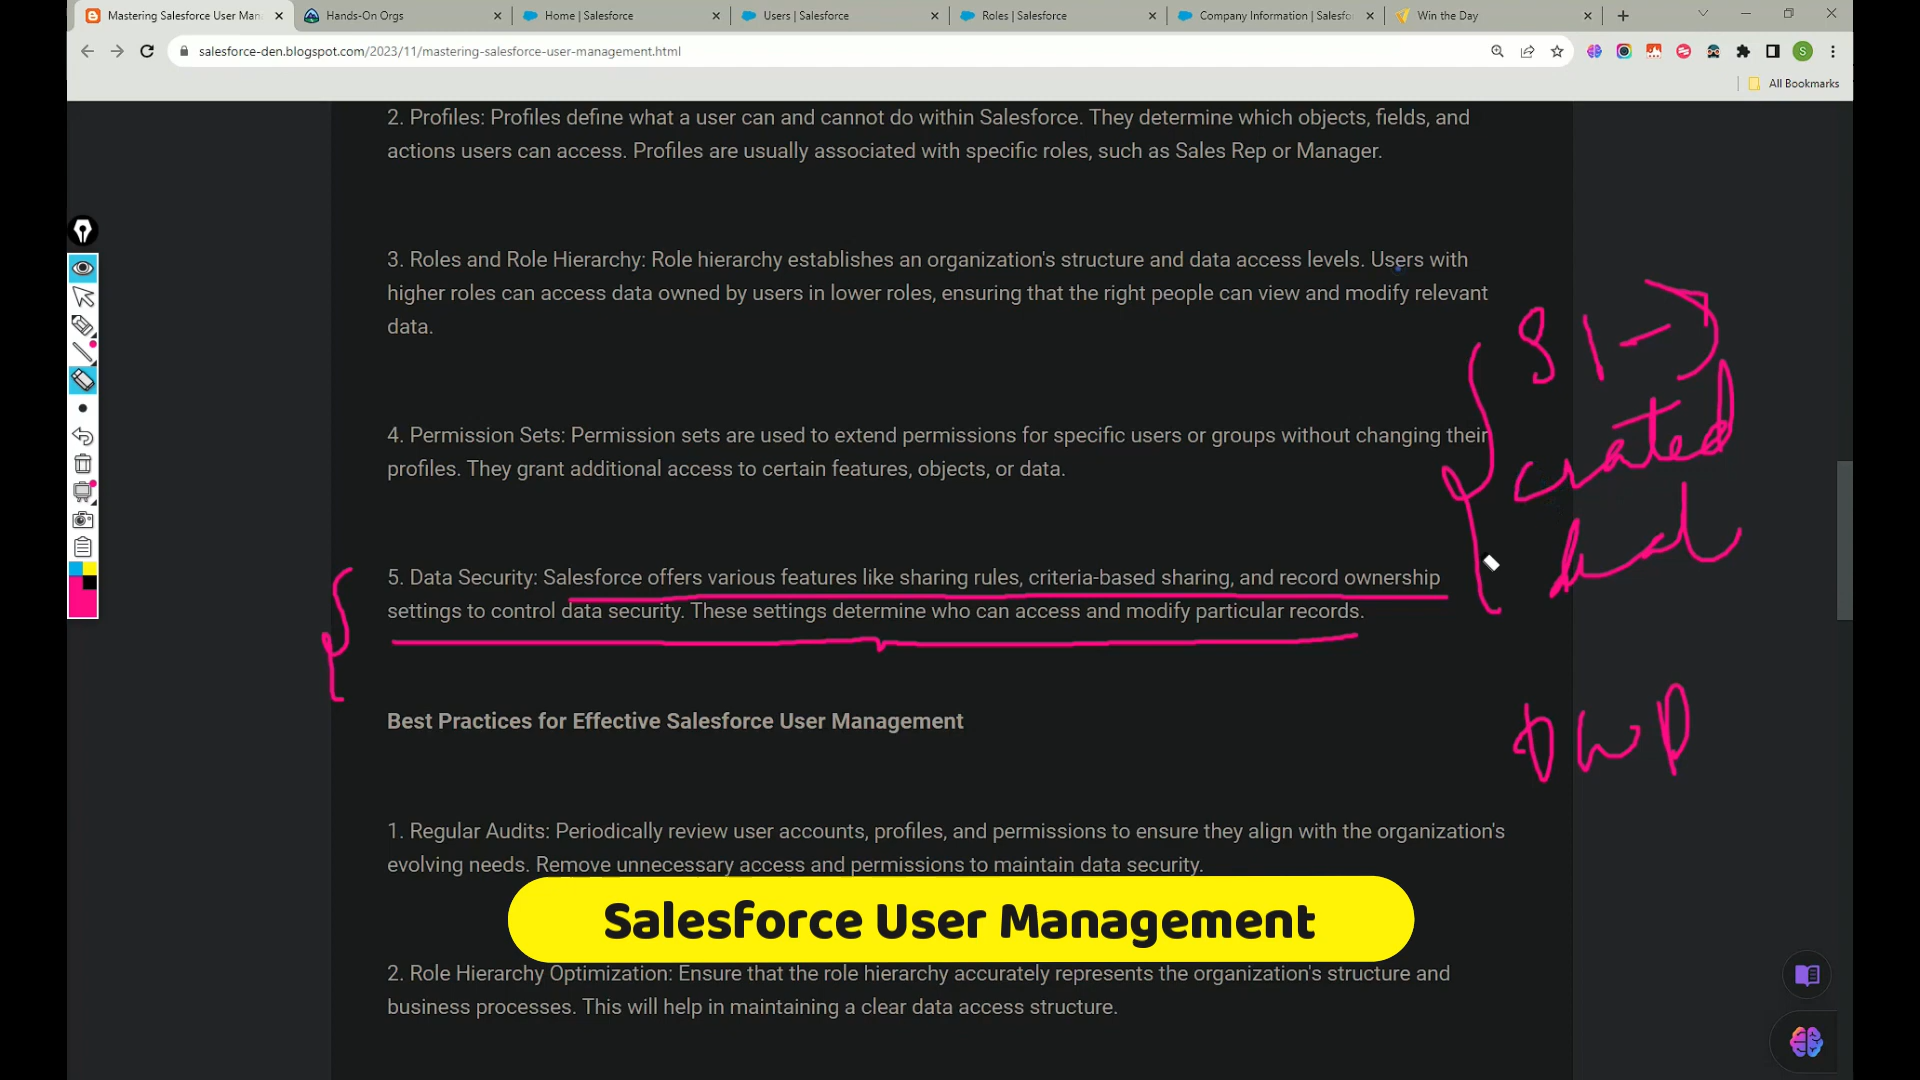 Mastering Salesforce User Man
Hands-On Orgs
Home | Salesforce
Users | Salesforce
Roles | Salesforce
Company Information | Salesfo
Win the Day
salesforce-den.blogspot.com/2023/11/mastering-salesforce-user-management.html
S
All Bookmarks
2. Profiles: Profiles define what a user can and cannot do within Salesforce. They determine which objects, fields, and
actions users can access. Profiles are usually associated with specific roles, such as Sales Rep or Manager.
3. Roles and Role Hierarchy: Role hierarchy establishes an organization's structure and data access levels. Users with
higher roles can access data owned by users in lower roles, ensuring that the right people can view and modify relevant
data.
4. Permission Sets: Permission sets are used to extend permissions for specific users or groups without changing their
profiles. They grant additional access to certain features, objects, or data.
5. Data Security: Salesforce offers various features like sharing rules, criteria-based sharing, and record ownership
settings to control data security. These settings determine who can access and modify particular records.
Best Practices for Effective Salesforce User Management
1. Regular Audits: Periodically review user accounts, profiles, and permissions to ensure they align with the organization's
evolving needs. Remove unnecessary access and permissions to maintain data security.
Salesforce User Management
2. Role Hierarchy Optimization: Ensure that the role hierarchy accurately represents the organization's structure and
business processes. This will help in maintaining a clear data access structure.